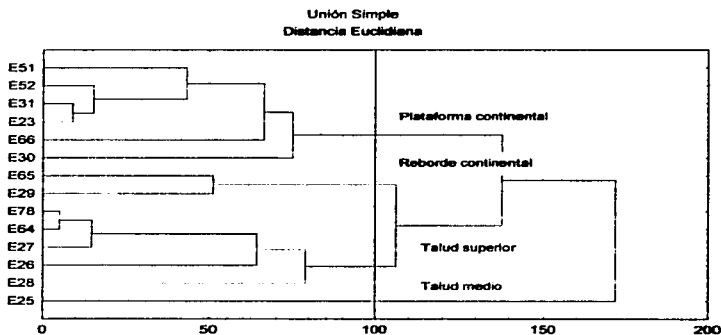 Unión Simple
Distancia Euclidiana
E51
E52
E31
E23
E66
E30
E65
E29
E78
E64
E27
E26
E28
E25
Plataforma continental
Reborde continental
Talud superior
Talud medio
0 50 100 150 200